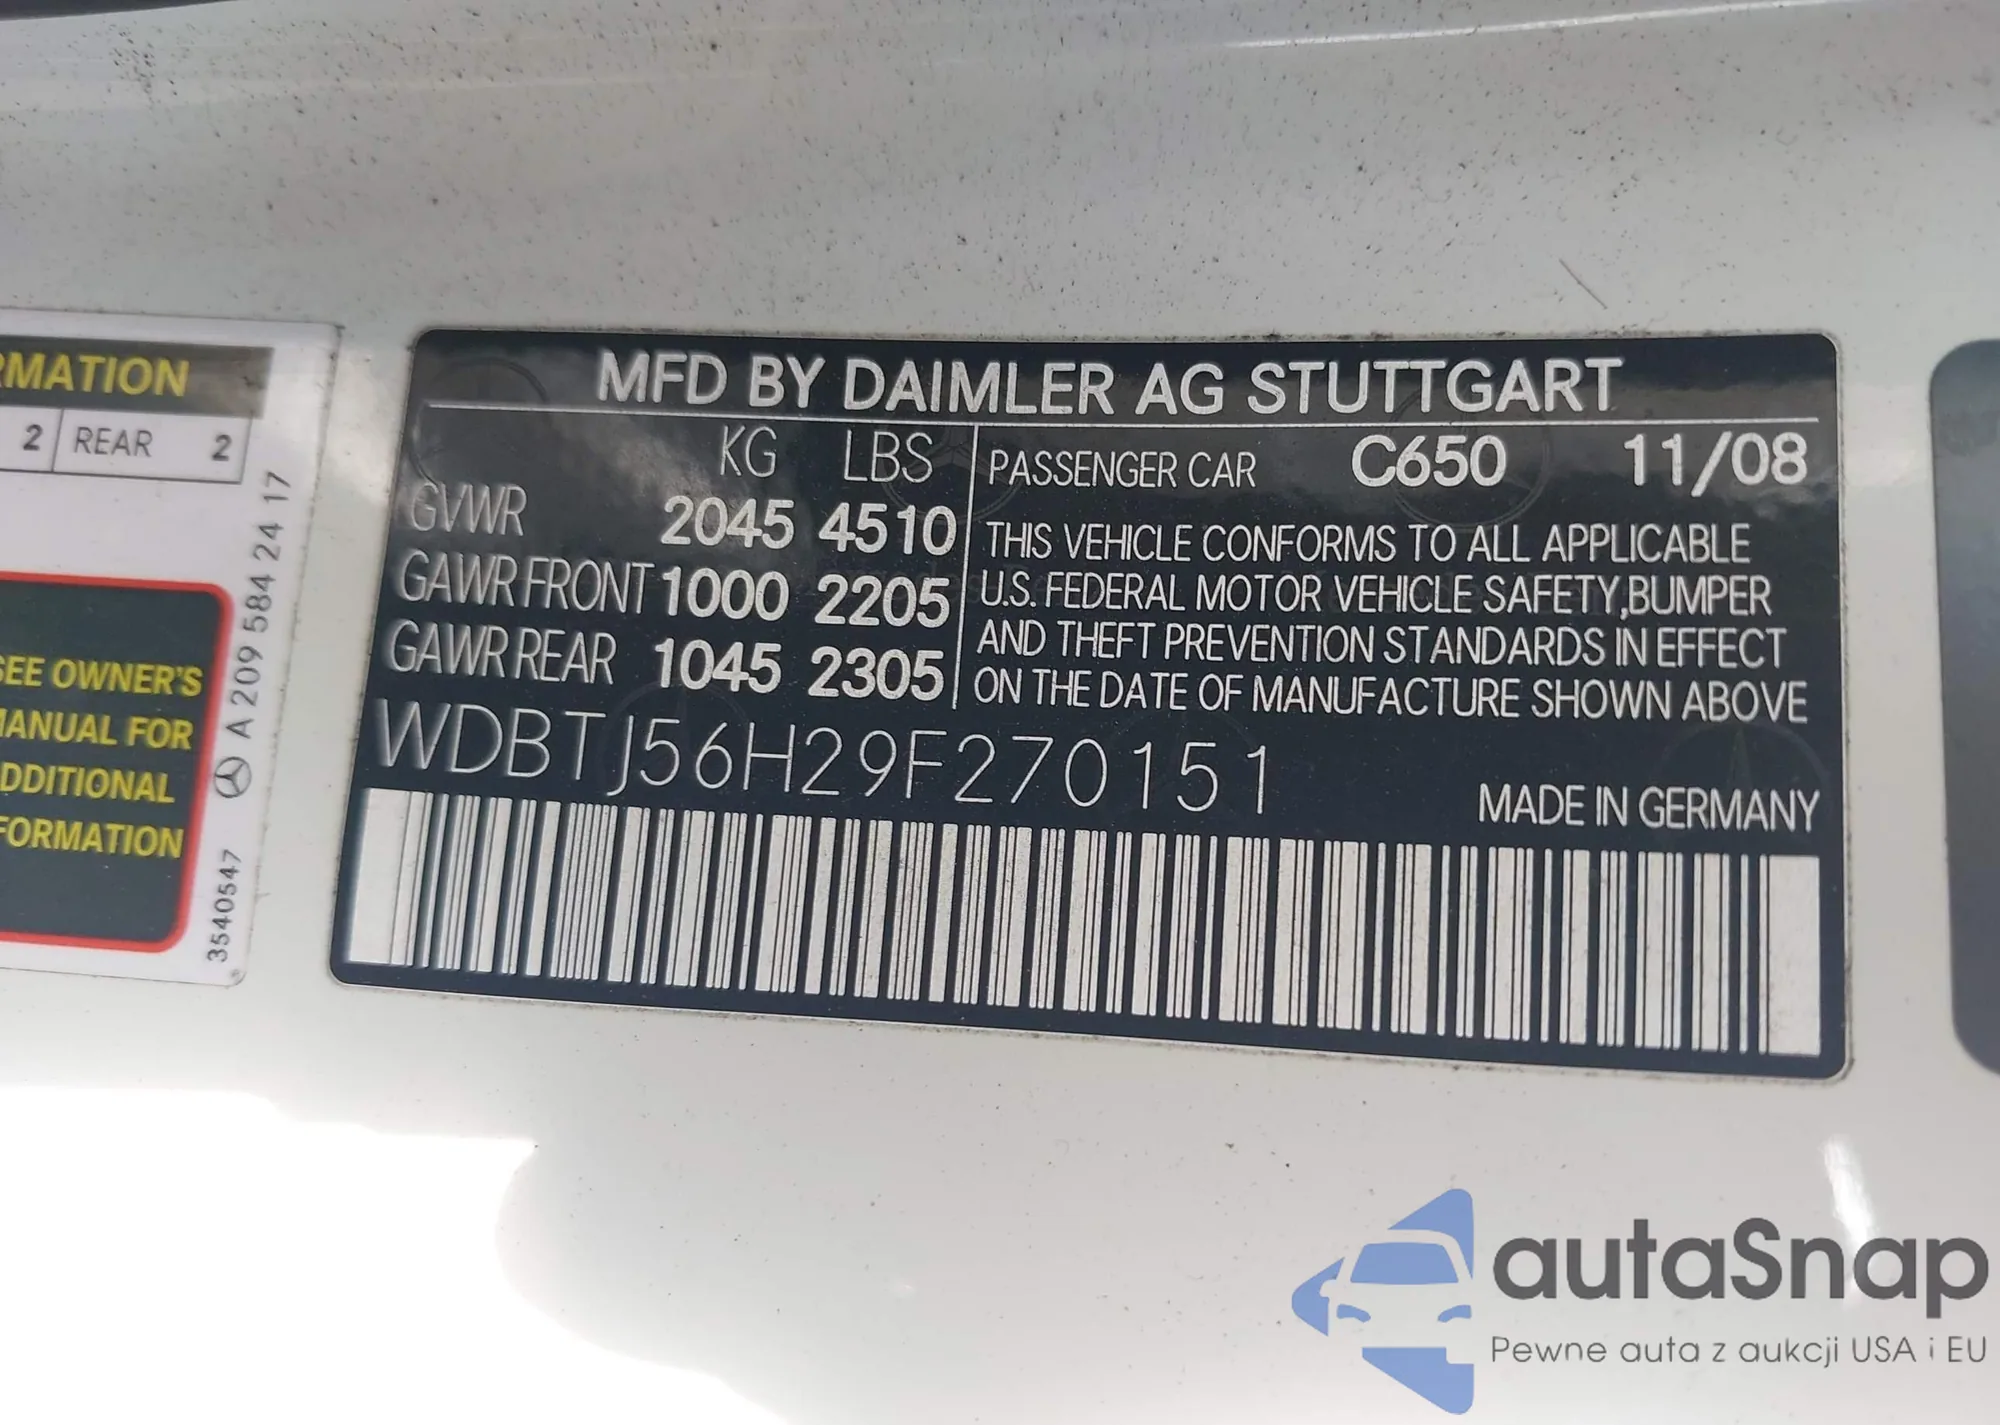 RMATION
2 REAR 2
SEE OWNER'S
MANUAL FOR
ADDITIONAL
FORMATION
A 209 584 24 17
3540547
MFD BY DAIMLER AG STUTTGART
KG LBS
GVWR 2045 4510
GAWR FRONT 1000 2205
GAWR REAR 1045 2305
PASSENGER CAR C650 11/08
THIS VEHICLE CONFORMS TO ALL APPLICABLE
U.S. FEDERAL MOTOR VEHICLE SAFETY,BUMPER
AND THEFT PREVENTION STANDARDS IN EFFECT
ON THE DATE OF MANUFACTURE SHOWN ABOVE
WDBTJ56H29F270151
MADE IN GERMANY
autaSnap
Pewne auta z aukcji USA i EU